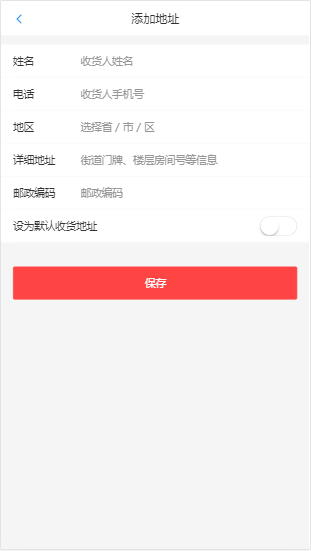 添加地址
姓名 收货人姓名
电话 收货人手机号
地区 选择省 / 市 / 区
详细地址 街道门牌、楼层房间号等信息
邮政编码 邮政编码
设为默认收货地址
保存